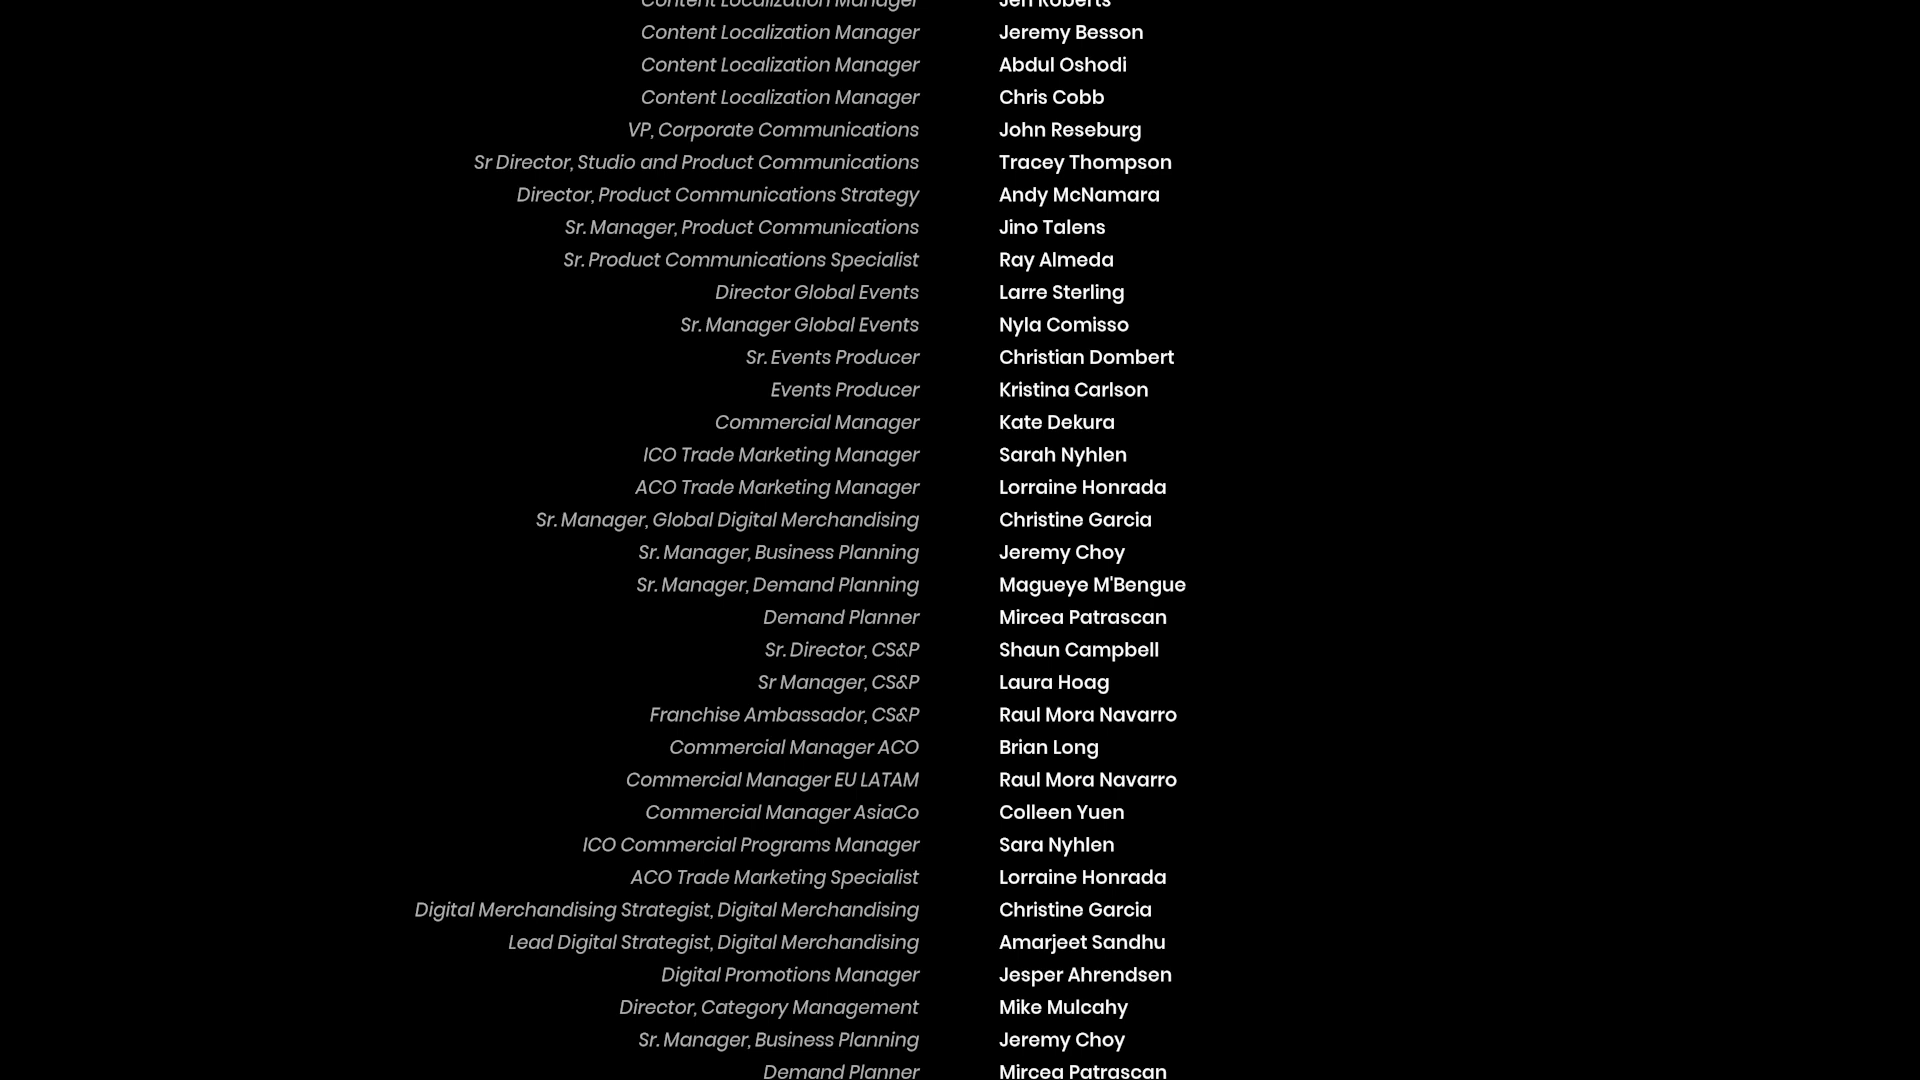 Content Localization Manager Jen Roberts
Content Localization Manager Jeremy Besson
Content Localization Manager Abdul Oshodi
Content Localization Manager Chris Cobb
VP, Corporate Communications John Reseburg
Sr Director, Studio and Product Communications Tracey Thompson
Director, Product Communications Strategy Andy McNamara
Sr. Manager, Product Communications Jino Talens
Sr. Product Communications Specialist Ray Almeda
Director Global Events Larre Sterling
Sr. Manager Global Events Nyla Comisso
Sr. Events Producer Christian Dombert
Events Producer Kristina Carlson
Commercial Manager Kate Dekura
ICO Trade Marketing Manager Sarah Nyhlen
ACO Trade Marketing Manager Lorraine Honrada
Sr. Manager, Global Digital Merchandising Christine Garcia
Sr. Manager, Business Planning Jeremy Choy
Sr. Manager, Demand Planning Magueye M'Bengue
Demand Planner Mircea Patrascan
Sr. Director, CS&P Shaun Campbell
Sr Manager, CS&P Laura Hoag
Franchise Ambassador, CS&P Raul Mora Navarro
Commercial Manager ACO Brian Long
Commercial Manager EU LATAM Raul Mora Navarro
Commercial Manager AsiaCo Colleen Yuen
ICO Commercial Programs Manager Sara Nyhlen
ACO Trade Marketing Specialist Lorraine Honrada
Digital Merchandising Strategist, Digital Merchandising Christine Garcia
Lead Digital Strategist, Digital Merchandising Amarjeet Sandhu
Digital Promotions Manager Jesper Ahrendsen
Director, Category Management Mike Mulcahy
Sr. Manager, Business Planning Jeremy Choy
Demand Planner Mircea Patrascan